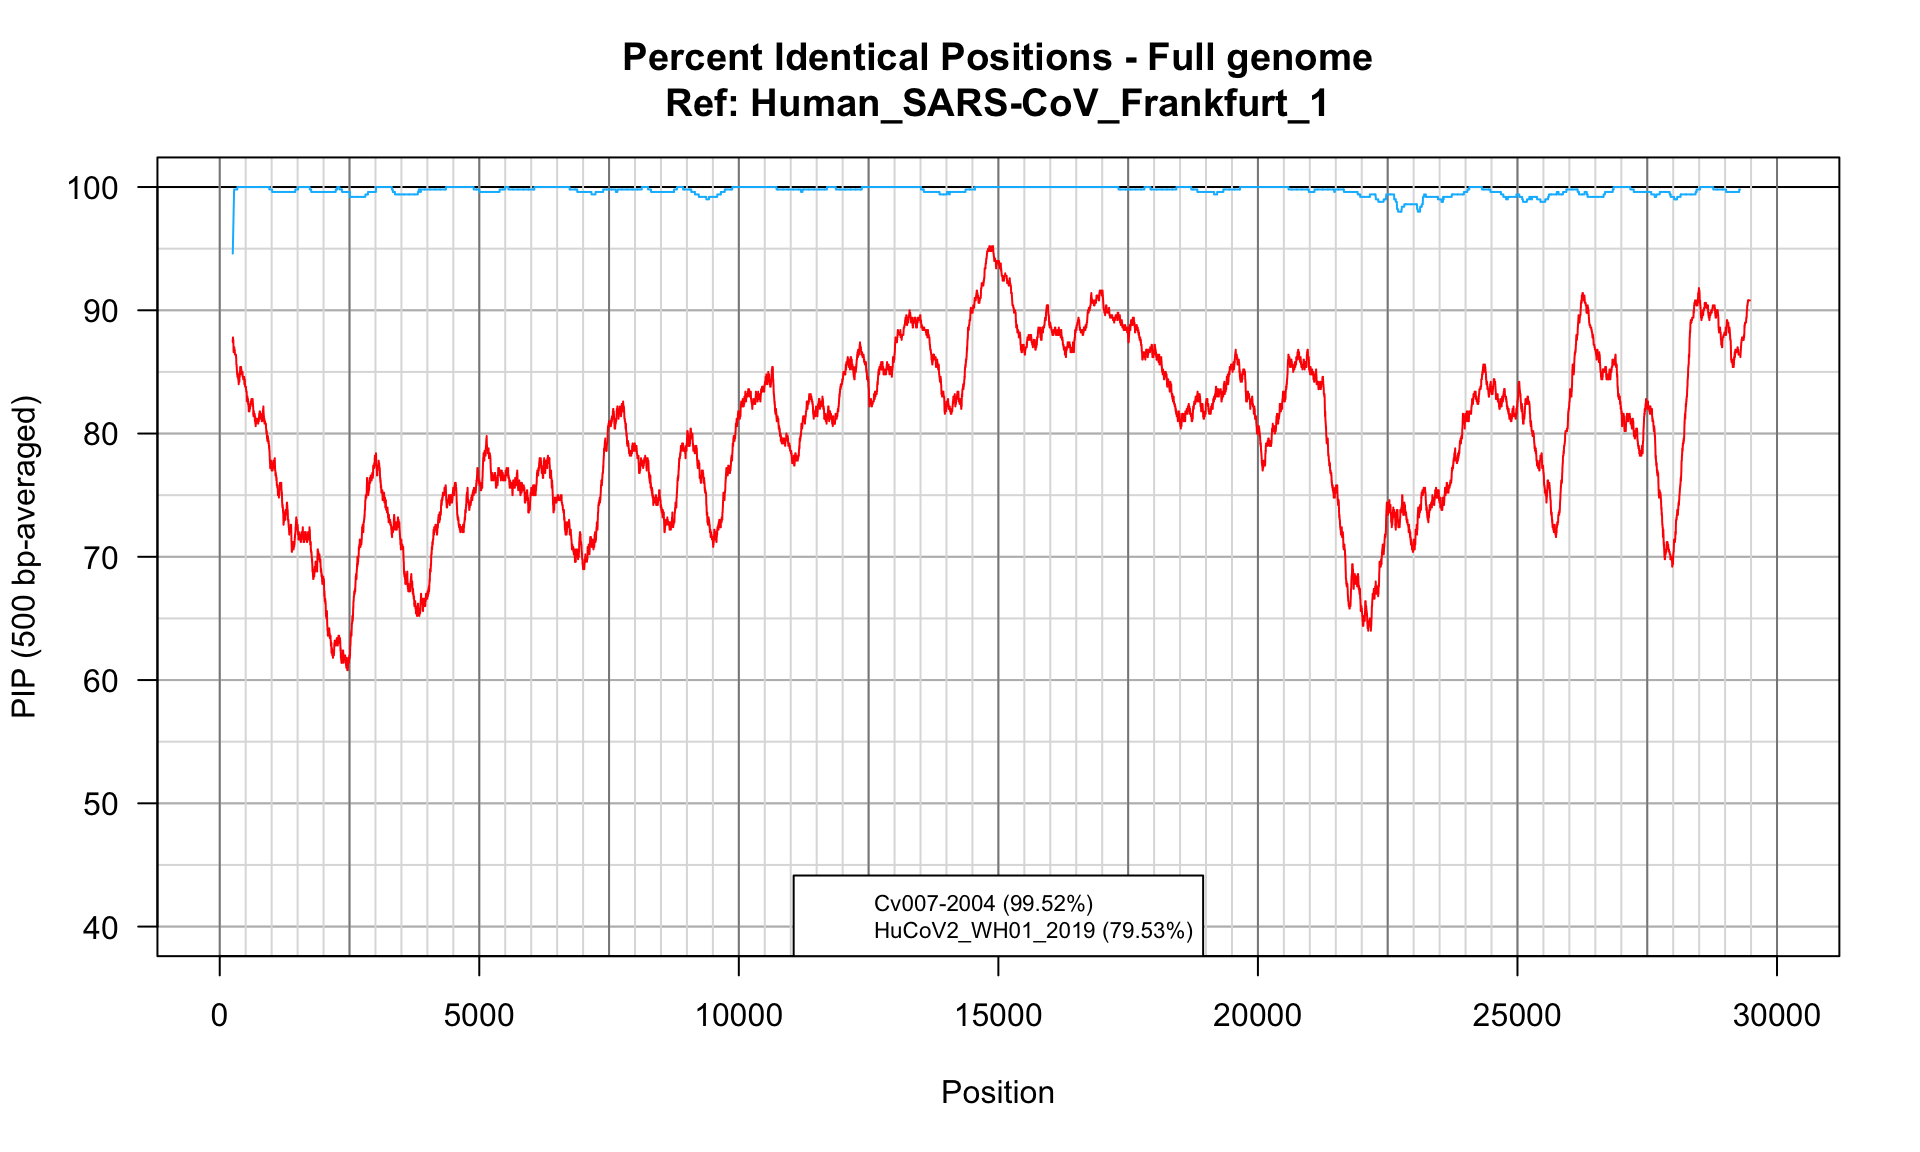 Percent Identical Positions - Full genome
Ref: Human_SARS-CoV_Frankfurt_1
PIP (500 bp-averaged)
100
90
80
70
60
50
40
Cv007-2004 (99.52%)
HuCoV2_WH01_2019 (79.53%)
0 5000 10000 15000 20000 25000 30000
Position